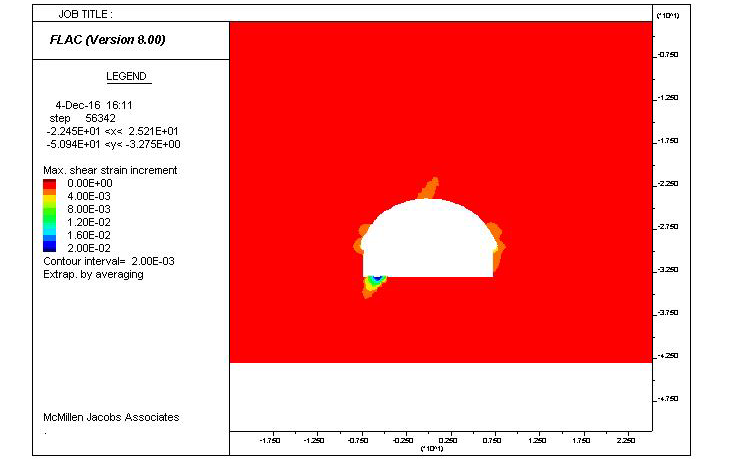 JOB TITLE :
FLAC (Version 8.00)
LEGEND
4-Dec-16 16:11
step 56342
-2.245E+01 <x< 2.521E+01
-5.094E+01 <y< -3.275E+00
Max. shear strain increment
0.00E+00
4.00E-03
8.00E-03
1.20E-02
1.60E-02
2.00E-02
Contour interval= 2.00E-03
Extrap. by averaging
McMillen Jacobs Associates
(*10^1)
-0.750
-1.250
-1.750
-2.250
-2.750
-3.250
-3.750
-4.250
-4.750
-1.750 -1.250 -0.750 -0.250 0.250 0.750 1.250 1.750 2.250
(*10^1)